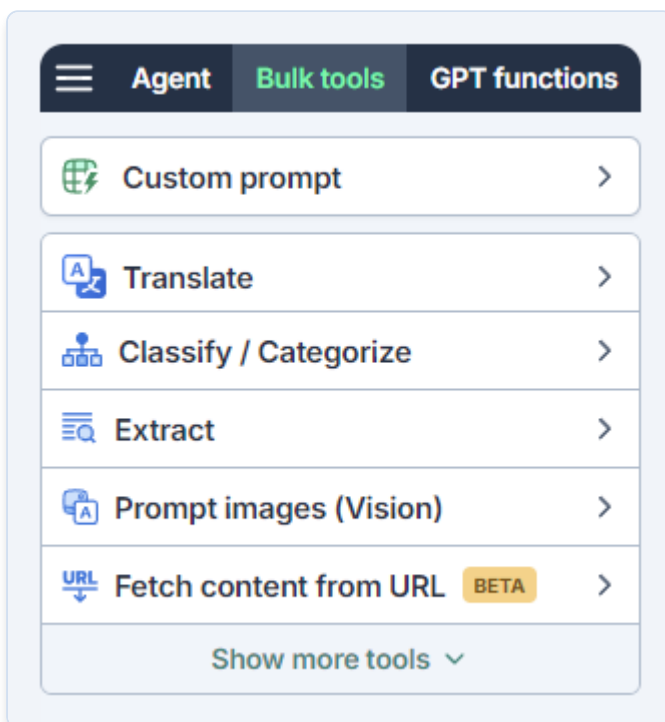 Agent Bulk tools GPT functions
Custom prompt
A
Translate
Classify / Categorize
Extract
A
Prompt images (Vision)
URL
Fetch content from URL BETA
Show more tools